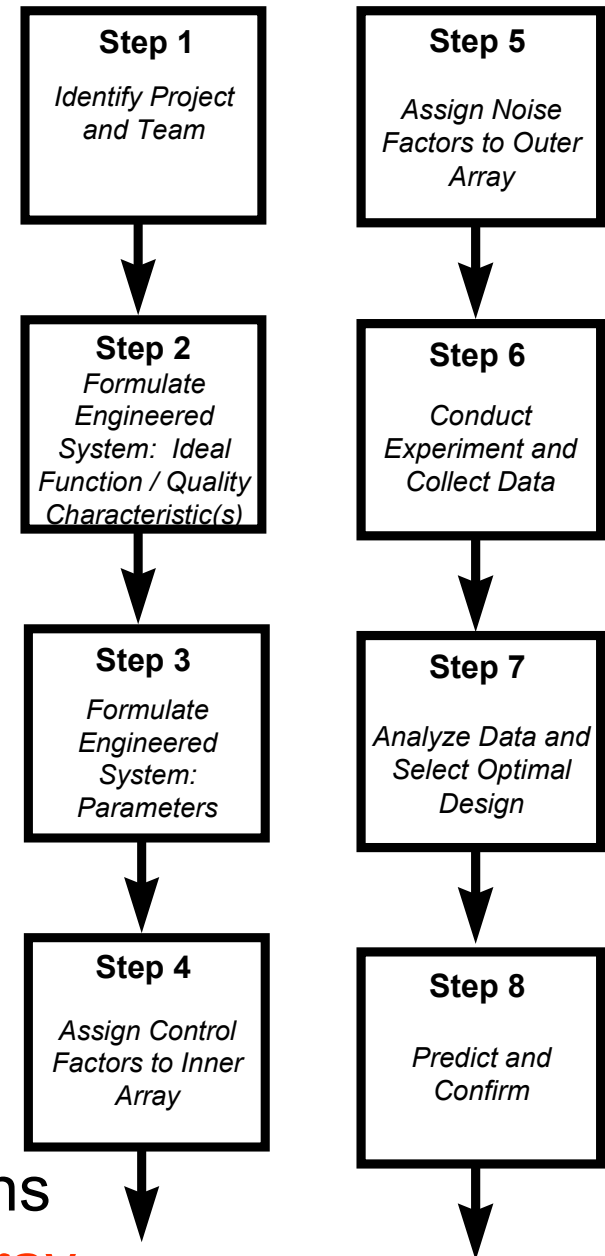 Step 1
Identify Project
and Team
Step 2
Formulate
Engineered
System: Ideal
Function / Quality
Characteristic(s)
Step 3
Formulate
Engineered
System:
Parameters
Step 4
Assign Control
Factors to Inner
Array
Step 5
Assign Noise
Factors to Outer
Array
Step 6
Conduct
Experiment and
Collect Data
Step 7
Analyze Data and
Select Optimal
Design
Step 8
Predict and
Confirm